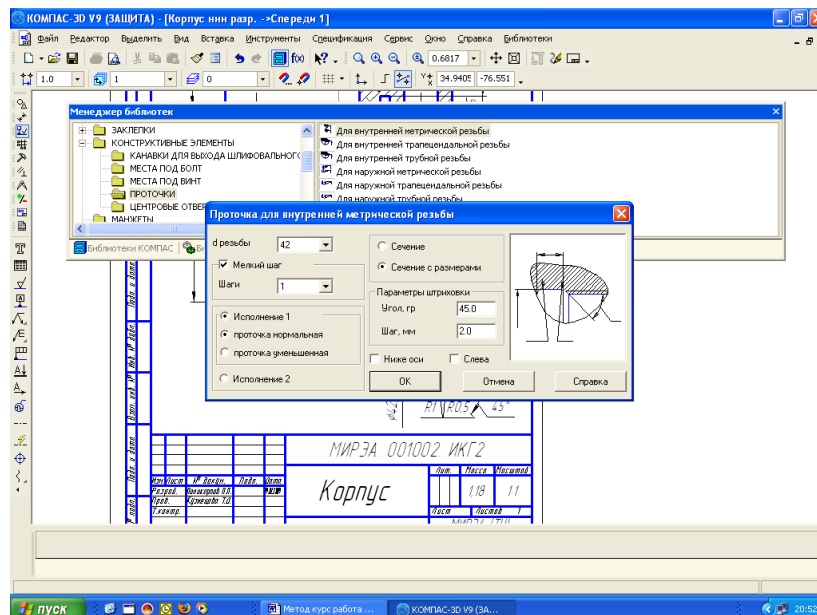 КОМПАС-3D V9 (ЗАЩИТА) - [Корпус ннн разр. ->Спереди 1]
Файл Редактор Выделить Вид Вставка Инструменты Спецификация Сервис Окно Справка Библиотеки
0.6817
1.0 1 0 34.9405 -76.551
Менеджер библиотек
ЗАКЛЕПКИ
КОНСТРУКТИВНЫЕ ЭЛЕМЕНТЫ
КАНАВКИ ДЛЯ ВЫХОДА ШЛИФОВАЛЬНОГО
МЕСТА ПОД БОЛТ
МЕСТА ПОД ВИНТ
ПРОТОЧКИ
ЦЕНТРОВЫЕ ОТВЕР
МАНЖЕТЫ
Для внутренней метрической резьбы
Для внутренней трапецеидальной резьбы
Для внутренней трубной резьбы
Для наружной метрической резьбы
Для наружной трапецеидальной резьбы
Для наружной трубной резьбы
Библиотеки КОМПАС
Проточка для внутренней метрической резьбы
d резьбы 42
Мелкий шаг
Шаги 1
Исполнение 1
проточка нормальная
проточка уменьшенная
Исполнение 2
Сечение
Сечение с размерами
Параметры штриховки
Угол, гр 45.0
Шаг, мм 2.0
Ниже оси Слева
OK Отмена Справка
R1 R0,5 45°
МИРЭА. 001002. ИКГ2
Корпус
Лит. Масса Масштаб
1,18 1:1
Изм Лист № докум. Подп. Дата
Разраб.
Пров.
Т.контр.
Лист Листов 1
пуск
Метод курс работа ...
КОМПАС-3D V9 (ЗА...
20:52